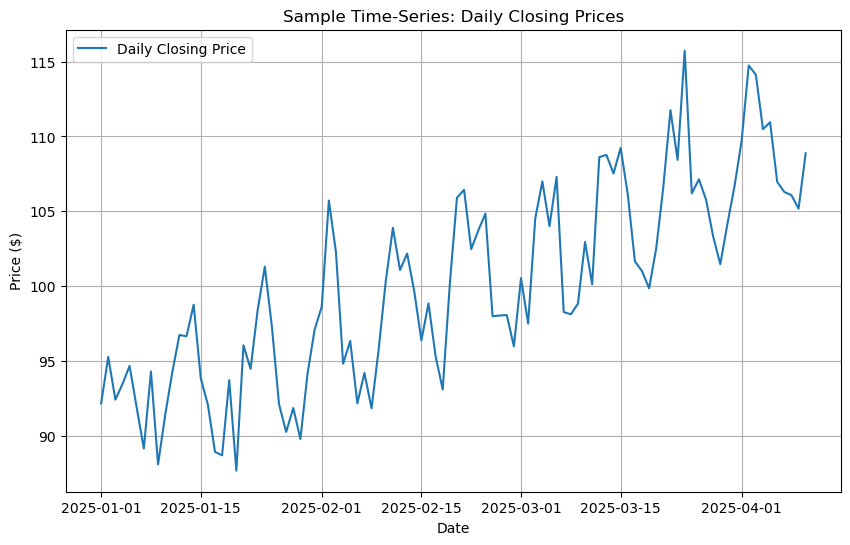 Sample Time-Series: Daily Closing Prices
Daily Closing Price
115
110
105
100
95
90
Price ($)
2025-01-01 2025-01-15 2025-02-01 2025-02-15 2025-03-01 2025-03-15 2025-04-01
Date